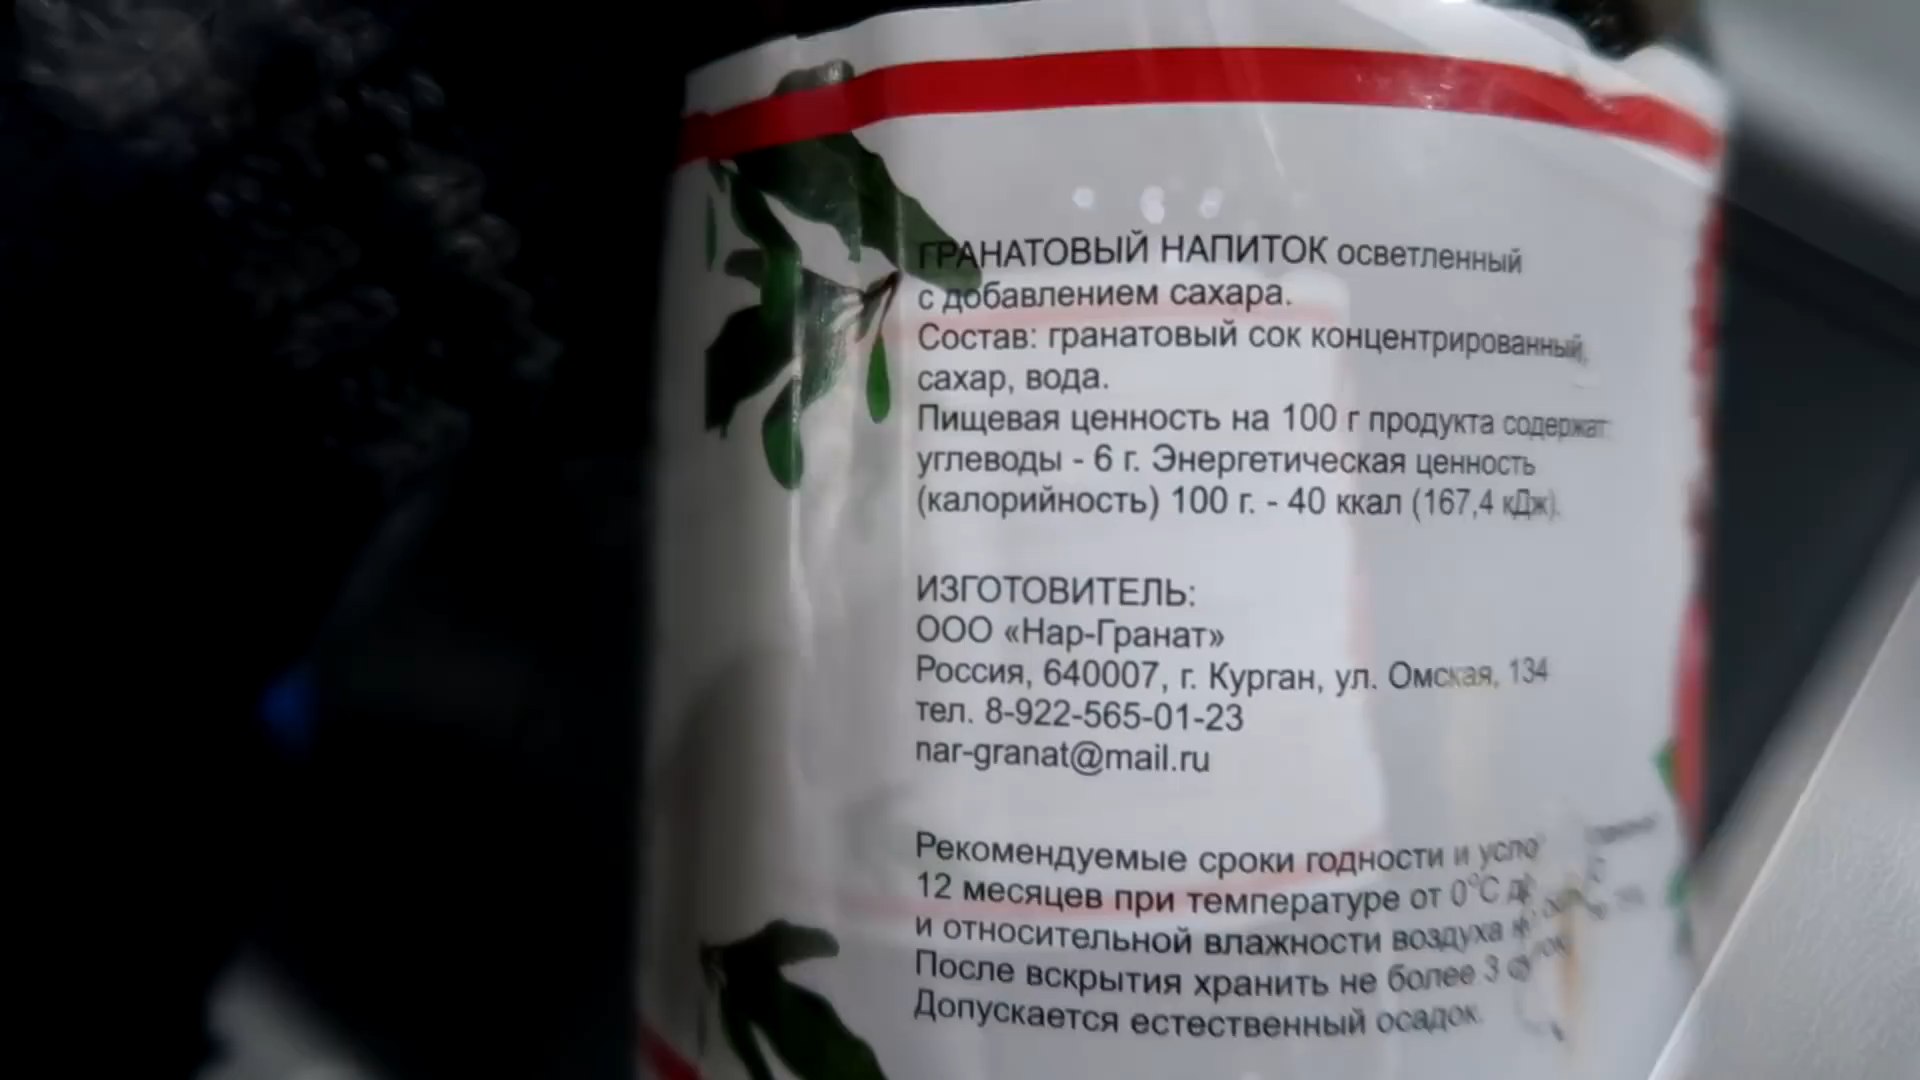 ГРАНАТОВЫЙ НАПИТОК осветленный
с добавлением сахара.
Состав: гранатовый сок концентрированный,
сахар, вода.
Пищевая ценность на 100 г продукта содержат:
углеводы - 6 г. Энергетическая ценность
(калорийность) 100 г. - 40 ккал (167,4 кДж).
ИЗГОТОВИТЕЛЬ:
ООО «Нар-Гранат»
Россия, 640007, г. Курган, ул. Омская, 134
тел. 8-922-565-01-23
nar-granat@mail.ru
Рекомендуемые сроки годности и
12 месяцев при температуре от 0°С
и относительной влажности воздуха
После вскрытия хранить не более 3
Допускается естественный осадок.